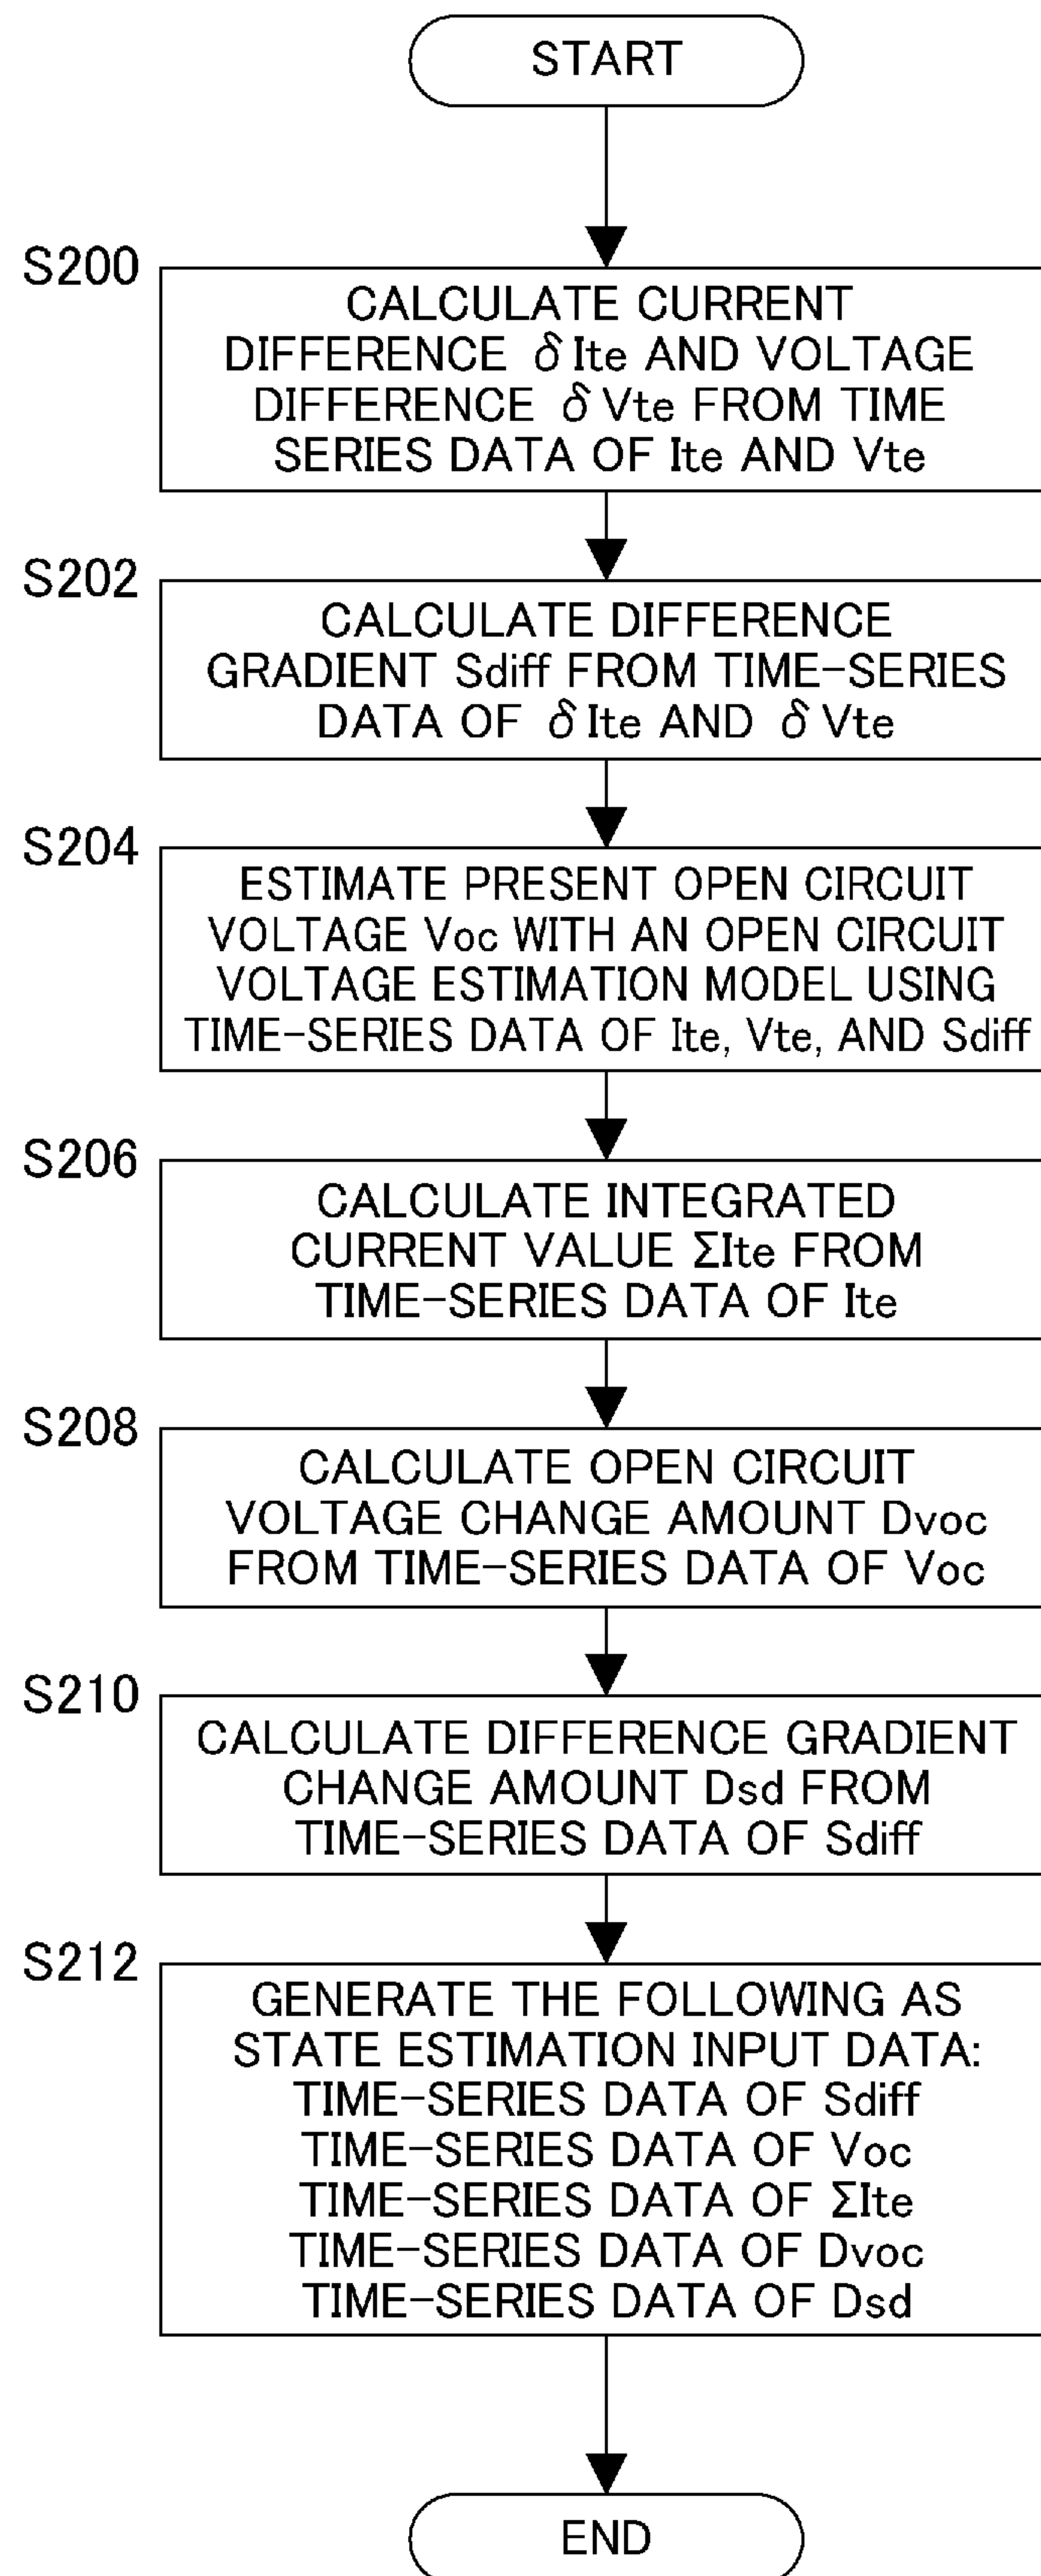 START
S200
CALCULATE CURRENT
DIFFERENCE δIte AND VOLTAGE
DIFFERENCE δVte FROM TIME
SERIES DATA OF Ite AND Vte
S202
CALCULATE DIFFERENCE
GRADIENT Sdiff FROM TIME-SERIES
DATA OF δIte AND δVte
S204
ESTIMATE PRESENT OPEN CIRCUIT
VOLTAGE Voc WITH AN OPEN CIRCUIT
VOLTAGE ESTIMATION MODEL USING
TIME-SERIES DATA OF Ite, Vte, AND Sdiff
S206
CALCULATE INTEGRATED
CURRENT VALUE ΣIte FROM
TIME-SERIES DATA OF Ite
S208
CALCULATE OPEN CIRCUIT
VOLTAGE CHANGE AMOUNT Dvoc
FROM TIME-SERIES DATA OF Voc
S210
CALCULATE DIFFERENCE GRADIENT
CHANGE AMOUNT Dsd FROM
TIME-SERIES DATA OF Sdiff
S212
GENERATE THE FOLLOWING AS
STATE ESTIMATION INPUT DATA:
TIME-SERIES DATA OF Sdiff
TIME-SERIES DATA OF Voc
TIME-SERIES DATA OF ΣIte
TIME-SERIES DATA OF Dvoc
TIME-SERIES DATA OF Dsd
END